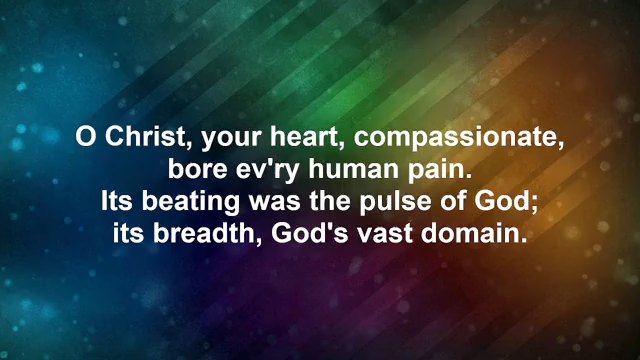 O Christ, your heart, compassionate,
bore ev'ry human pain.
Its beating was the pulse of God;
its breadth, God's vast domain.